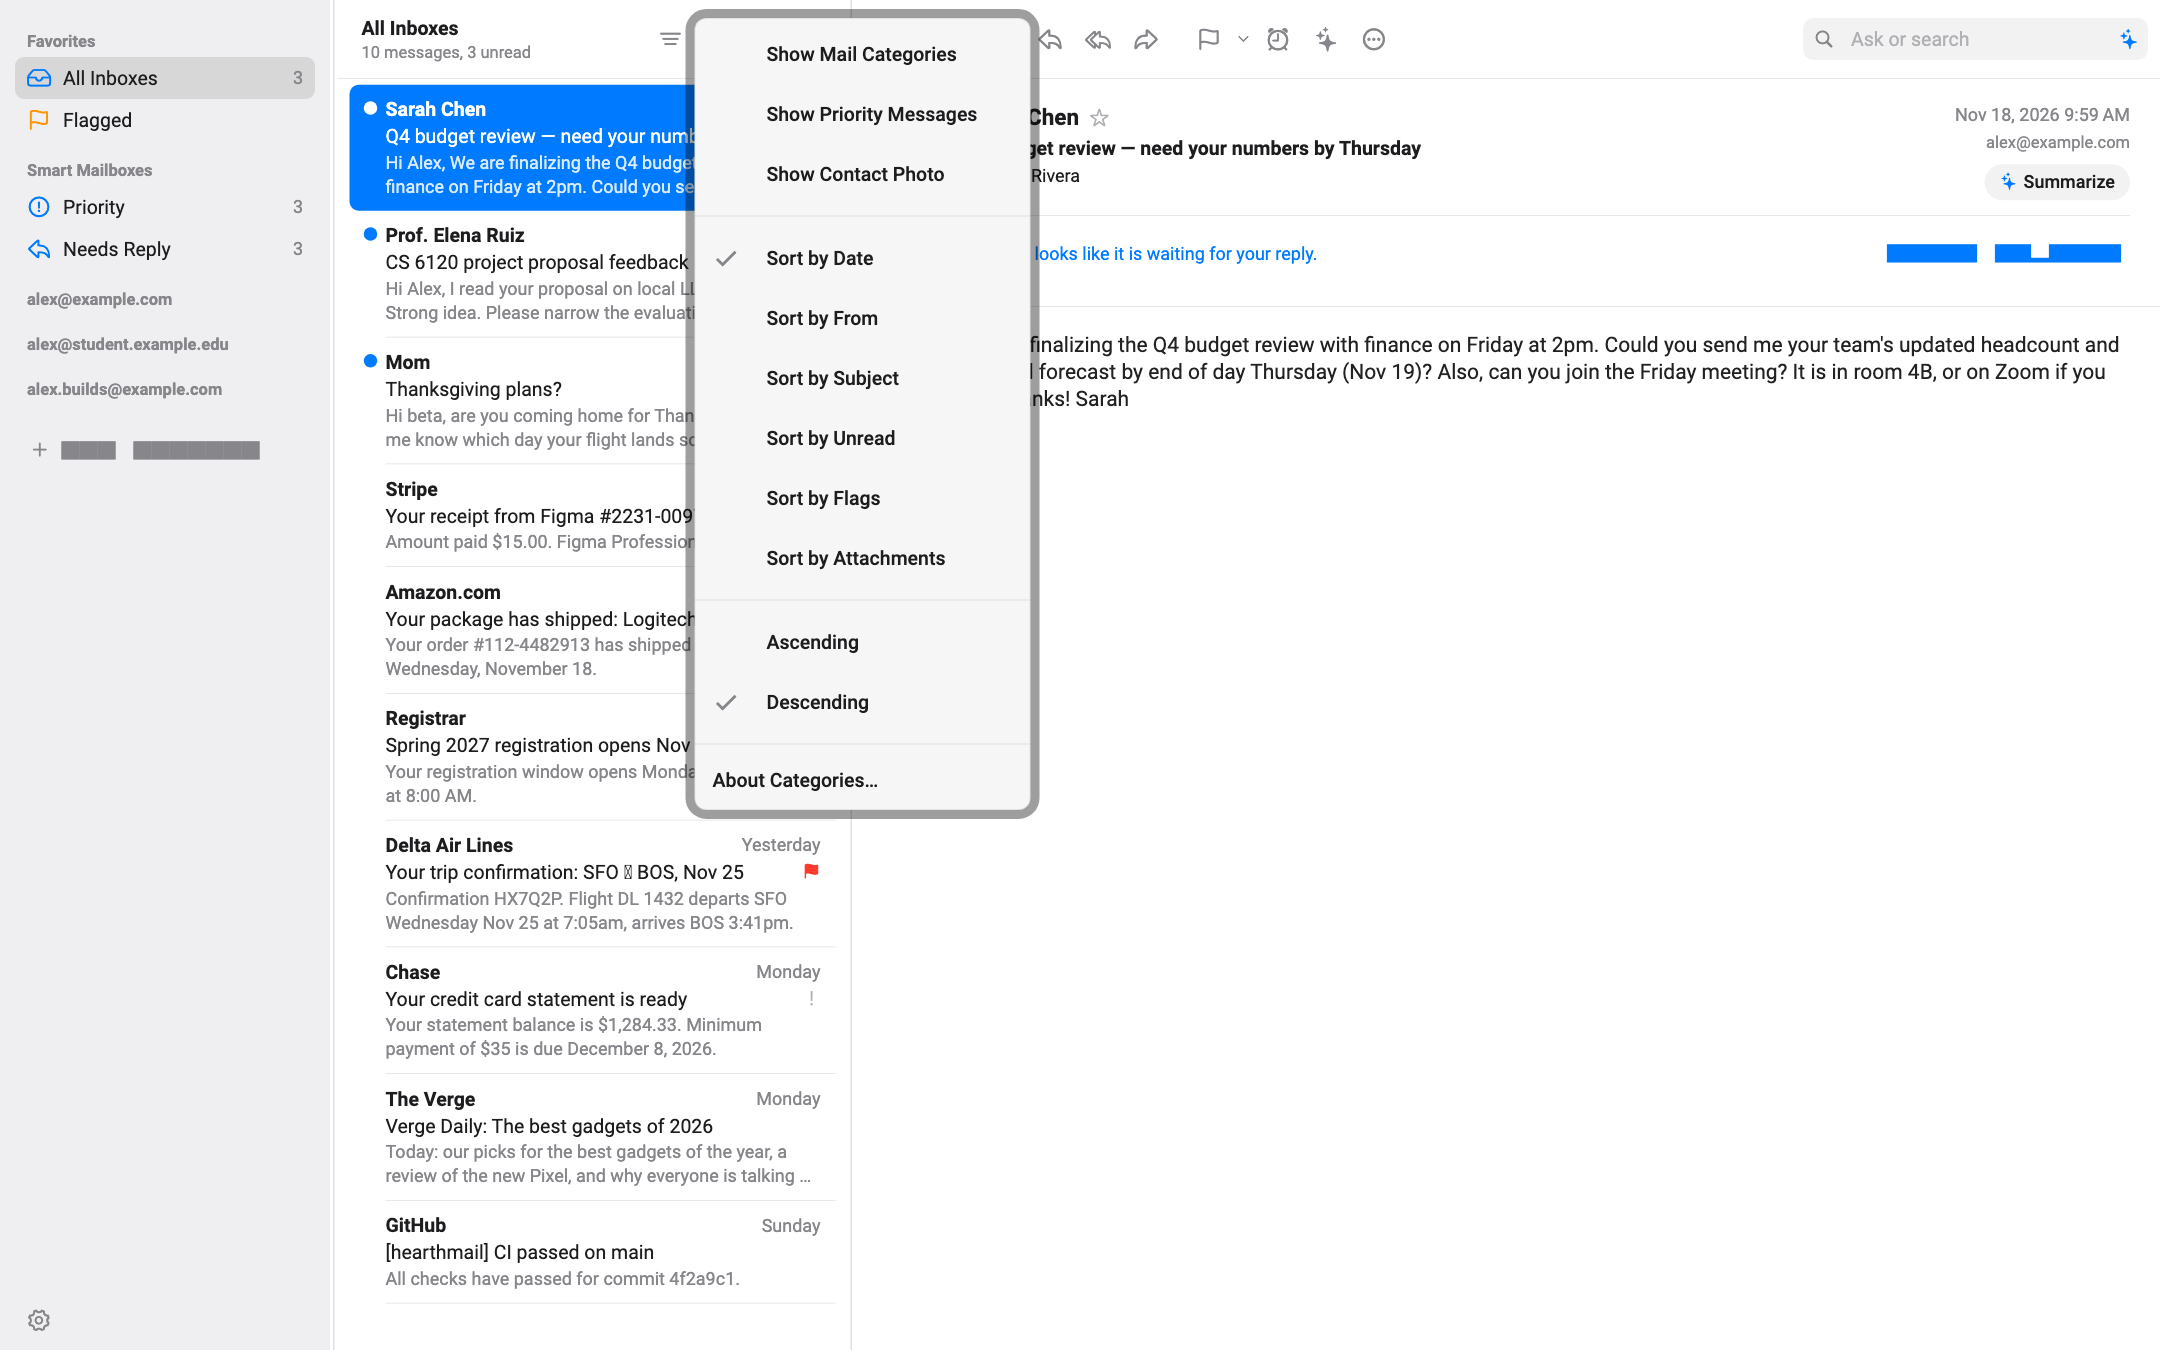 Favorites
All Inboxes 3
Flagged
Smart Mailboxes
Priority 3
Needs Reply 3
alex@example.com
alex@student.example.edu
alex.builds@example.com
All Inboxes
10 messages, 3 unread
Sarah Chen
Q4 budget review — need your
Hi Alex, We are finalizing the Q4
finance on Friday at 2pm. Could you
Prof. Elena Ruiz
CS 6120 project proposal feedback
Hi Alex, I read your proposal on local
Strong idea. Please narrow the
Mom
Thanksgiving plans?
Hi beta, are you coming home for
me know which day your flight lands
Stripe
Your receipt from Figma
Amount paid $15.00. Figma
Amazon.com
Your package has shipped: Logitech
Your order #112-4482913 has shipped
Wednesday, November 18.
Registrar
Spring 2027 registration opens Nov
Your registration window opens
at 8:00 AM.
Delta Air Lines Yesterday
Your trip confirmation: SFO BOS, Nov 25
Confirmation HX7Q2P. Flight DL 1432 departs SFO
Wednesday Nov 25 at 7:05am, arrives BOS 3:41pm.
Chase Monday
Your credit card statement is ready !
Your statement balance is $1,284.33. Minimum
payment of $35 is due December 8, 2026.
The Verge Monday
Verge Daily: The best gadgets of 2026
Today: our picks for the best gadgets of the year, a
review of the new Pixel, and why everyone is talking ...
GitHub Sunday
[hearthmail] CI passed on main
All checks have passed for commit 4f2a9c1.
Show Mail Categories
Show Priority Messages
Show Contact Photo
Sort by Date
Sort by From
Sort by Subject
Sort by Unread
Sort by Flags
Sort by Attachments
Ascending
Descending
About Categories...
Ask or search
Chen
Nov 18, 2026 9:59 AM
review — need your numbers by Thursday
alex@example.com
Rivera
Summarize
looks like it is waiting for your reply.
finalizing the Q4 budget review with finance on Friday at 2pm. Could you send me your team's updated headcount and
forecast by end of day Thursday (Nov 19)? Also, can you join the Friday meeting? It is in room 4B, or on Zoom if you
Sarah